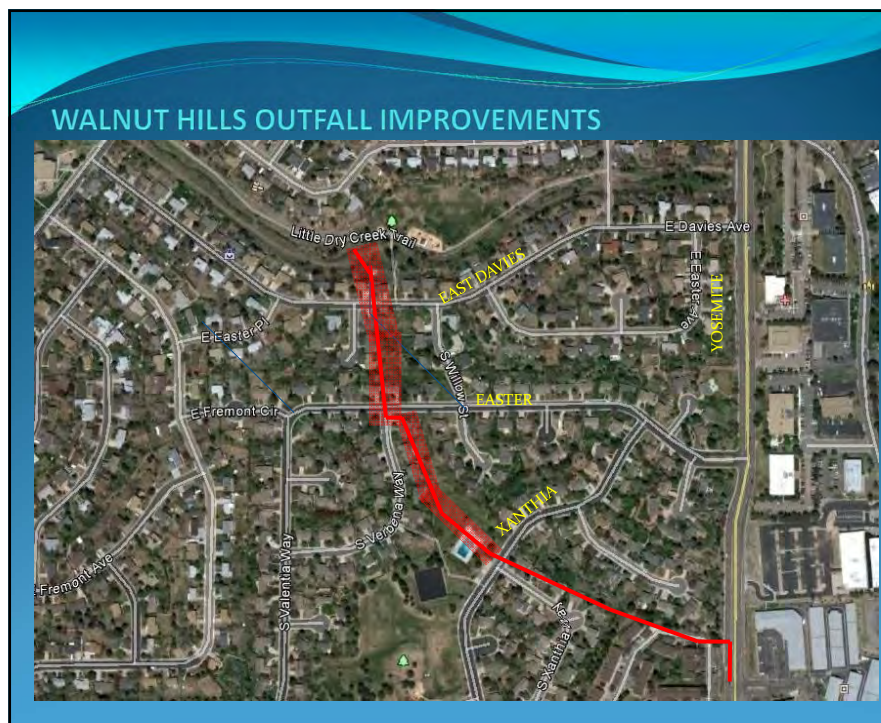 WALNUT HILLS OUTFALL IMPROVEMENTS
Little Dry Creek Trail
E Davies Ave
EAST DAVIES
E Easter Ave
YOSEMITE
E Easter Pl
S Willow St
EASTER
E Fremont Cir
S Verbena Way
XANTHIA
E Fremont Ave
S Valentia Way
S Xanthia Way